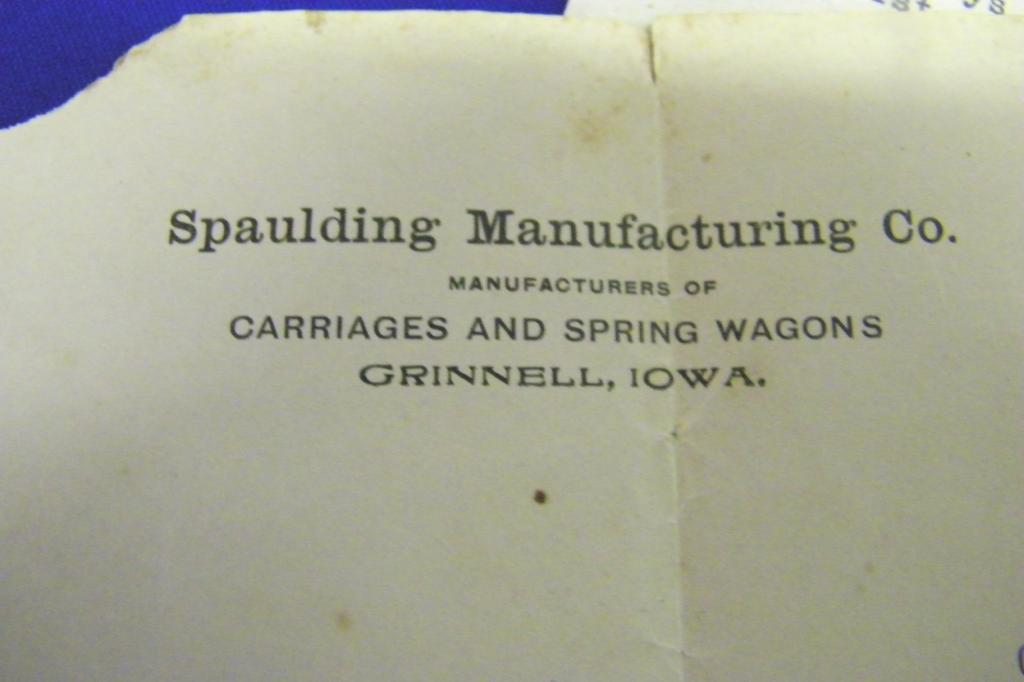 Spaulding Manufacturing Co.
MANUFACTURERS OF
CARRIAGES AND SPRING WAGONS
GRINNELL, IOWA.